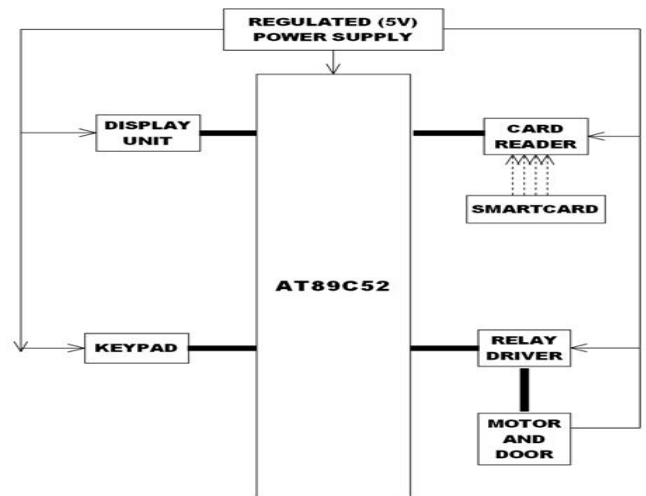 REGULATED (5V)
POWER SUPPLY
DISPLAY
UNIT
CARD
READER
SMARTCARD
AT89C52
KEYPAD
RELAY
DRIVER
MOTOR
AND
DOOR